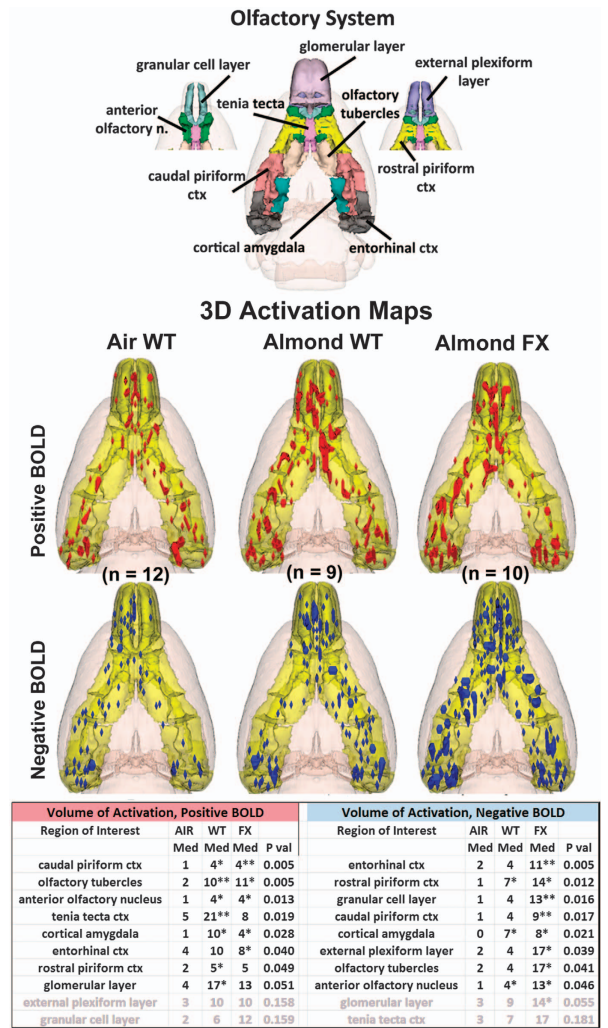 Olfactory System
glomerular layer
granular cell layer
external plexiform
layer
tenia tecta
olfactory
tubercles
anterior
olfactory n.
caudal piriform
ctx
rostral piriform
ctx
cortical amygdala
entorhinal ctx
3D Activation Maps
Air WT Almond WT Almond FX
Positive BOLD
(n = 12) (n = 9) (n = 10)
Negative BOLD
Volume of Activation, Positive BOLD
Region of Interest AIR WT FX
Med Med Med P val
caudal piriform ctx 1 4* 4** 0.005
olfactory tubercles 2 10** 11* 0.005
anterior olfactory nucleus 1 4* 4* 0.013
tenia tecta ctx 5 21** 8 0.019
cortical amygdala 1 10* 4* 0.028
entorhinal ctx 4 10 8* 0.040
rostral piriform ctx 2 5* 5 0.049
glomerular layer 4 17* 13 0.051
external plexiform layer 3 10 10 0.158
granular cell layer 2 6 12 0.159
Volume of Activation, Negative BOLD
Region of Interest AIR WT FX
Med Med Med P val
entorhinal ctx 2 4 11** 0.005
rostral piriform ctx 1 7* 14* 0.012
granular cell layer 1 4 13** 0.016
caudal piriform ctx 1 4 9** 0.017
cortical amygdala 0 7* 8* 0.021
external plexiform layer 2 4 17* 0.039
olfactory tubercles 2 4 17* 0.041
anterior olfactory nucleus 1 4* 13* 0.046
glomerular layer 3 9 14* 0.055
tenia tecta ctx 3 7 17 0.181